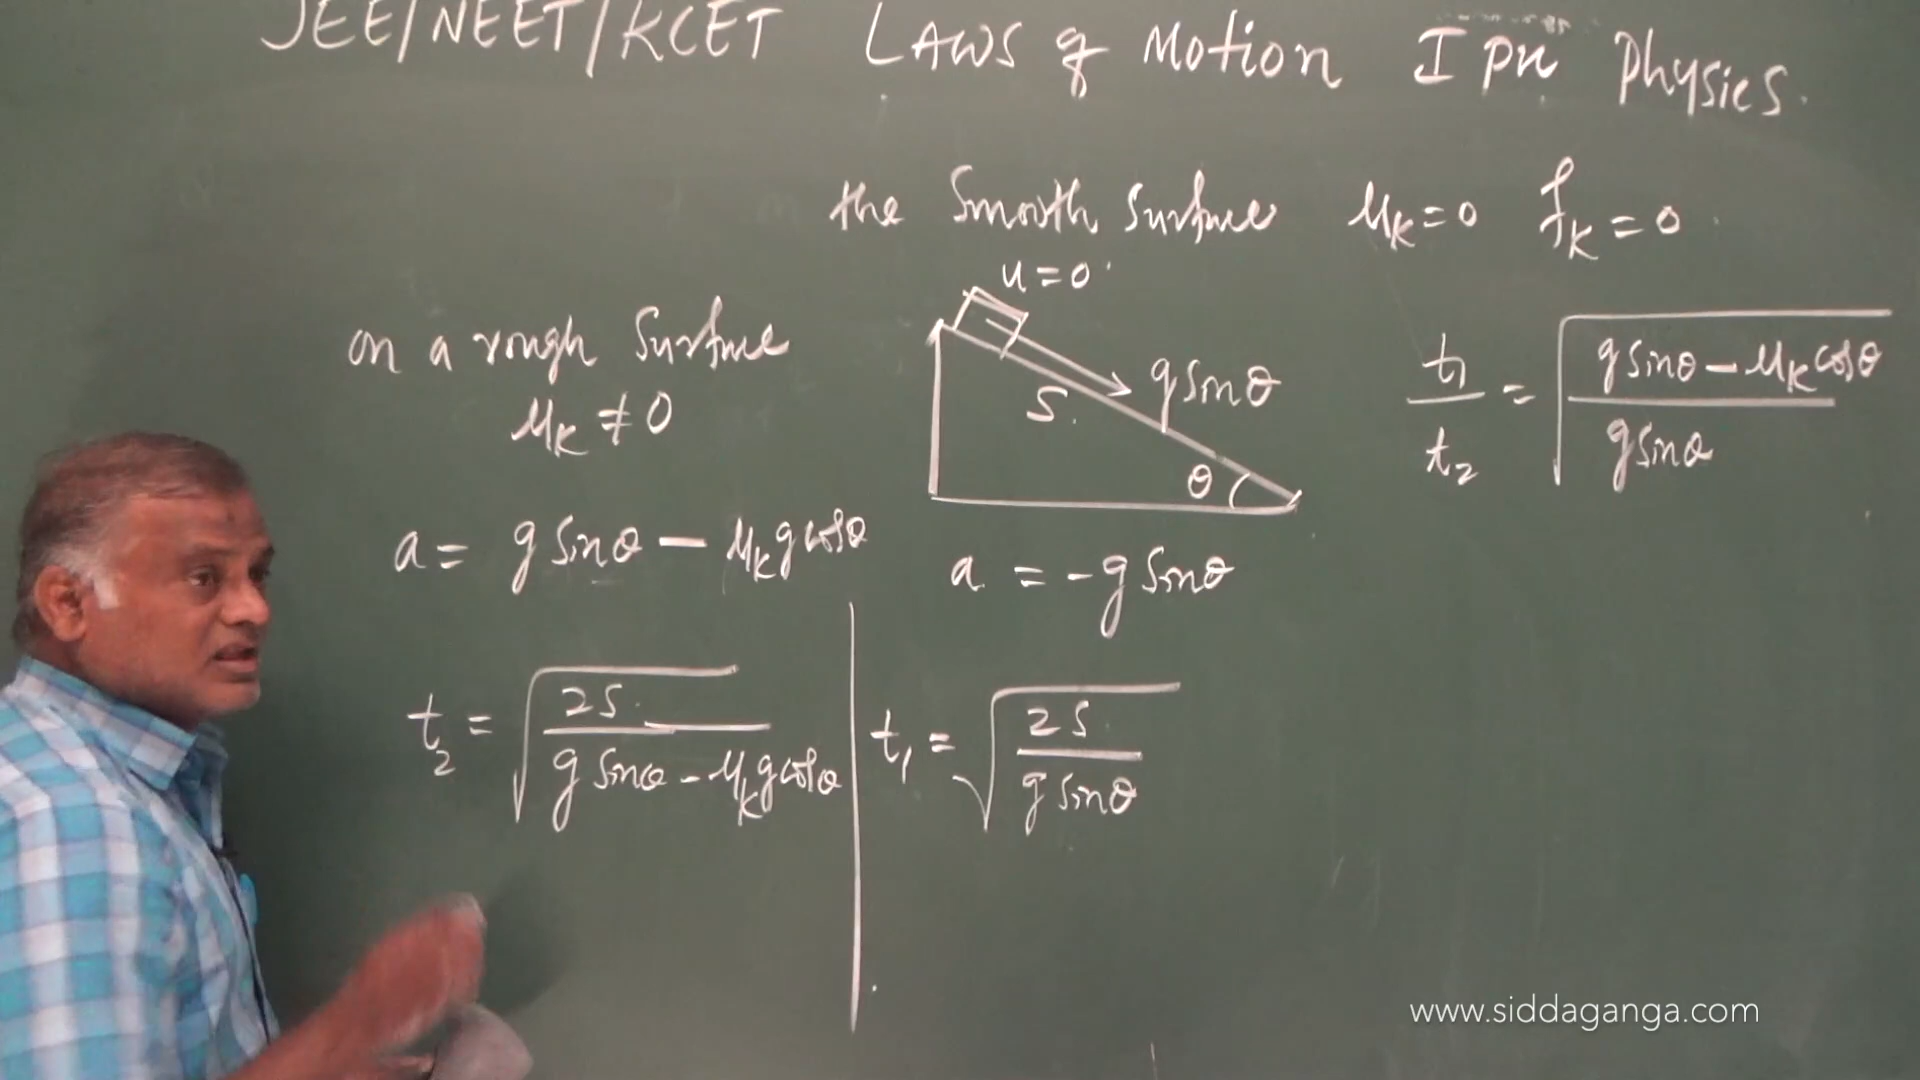 JEE/NEET/KCET LAWS of Motion I PU Physics.
the Smooth Surface μK=0 fK=0
u=0
on a rough Surface
μK ≠ 0
S.
g sinθ
θ
t1/t2 = √((g sinθ - μK cosθ)/(g sinθ))
a = g sinθ - μK g cosθ
a = -g sinθ
t2 = √(2S/(g sinθ - μK g cosθ))
t1 = √(2S/(g sinθ))
www.siddaganga.com